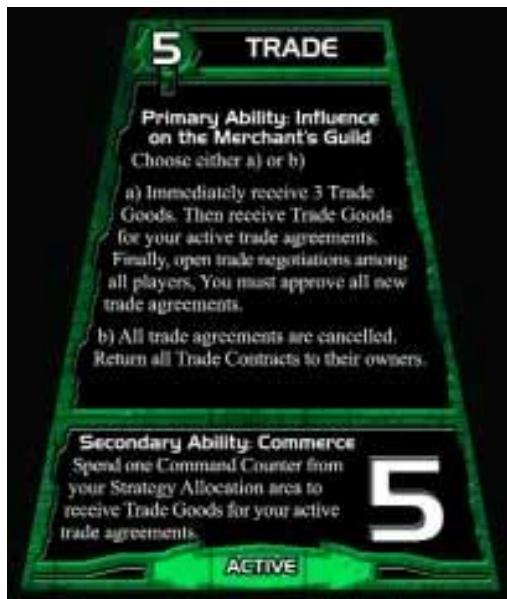 5 TRADE
Primary Ability: Influence
on the Merchant's Guild
Choose either a) or b)
a) Immediately receive 3 Trade
Goods. Then receive Trade Goods
for your active trade agreements.
Finally, open trade negotiations among
all players, You must approve all new
trade agreements.
b) All trade agreements are cancelled.
Return all Trade Contracts to their owners.
Secondary Ability: Commerce
Spend one Command Counter from
your Strategy Allocation area to
receive Trade Goods for your active
trade agreements.
5
ACTIVE